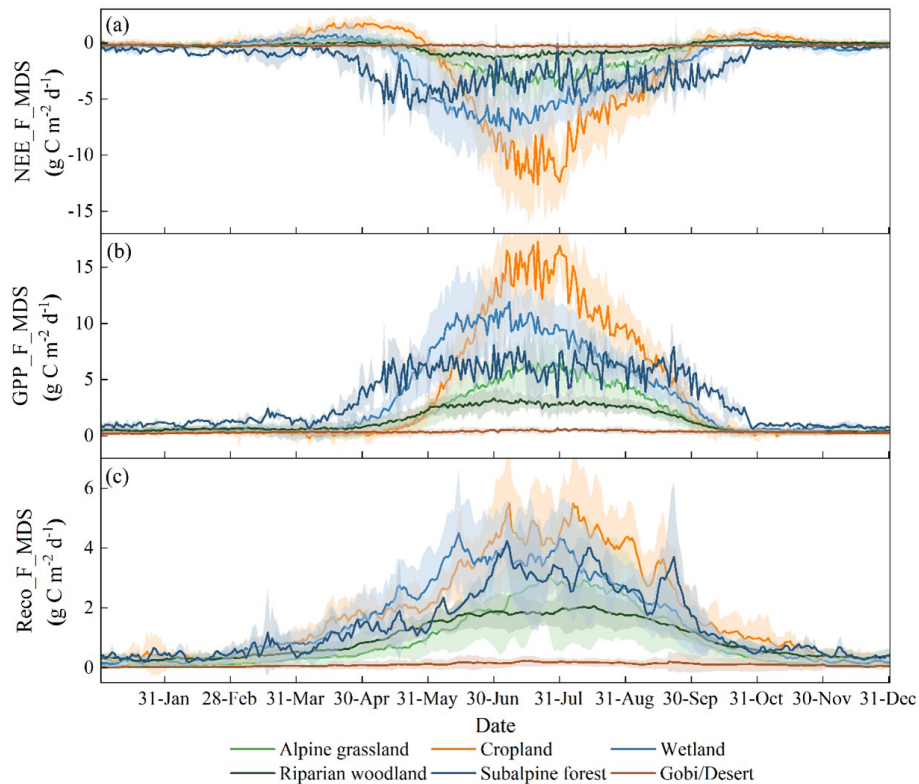 (a)
0
-5
-10
-15
NEE_F_MDS
(g C m-2 d-1)
(b)
15
10
5
0
GPP_F_MDS
(g C m-2 d-1)
(c)
6
4
2
0
Reco_F_MDS
(g C m-2 d-1)
31-Jan 28-Feb 31-Mar 30-Apr 31-May 30-Jun 31-Jul 31-Aug 30-Sep 31-Oct 30-Nov 31-Dec
Date
Alpine grassland Cropland Wetland
Riparian woodland Subalpine forest Gobi/Desert